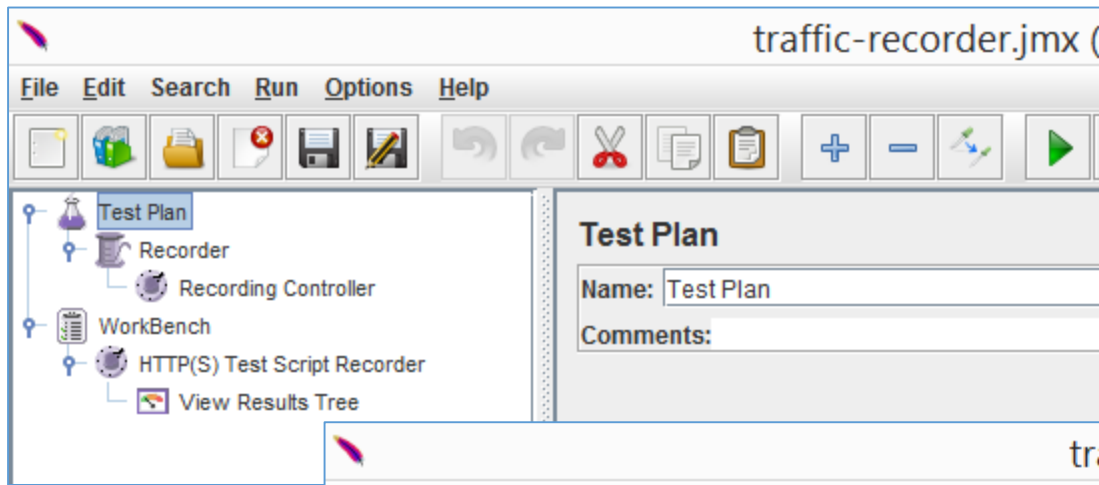 traffic-recorder.jmx (
File Edit Search Run Options Help
Test Plan
Recorder
Recording Controller
WorkBench
HTTP(S) Test Script Recorder
View Results Tree
Test Plan
Name: Test Plan
Comments:
tra